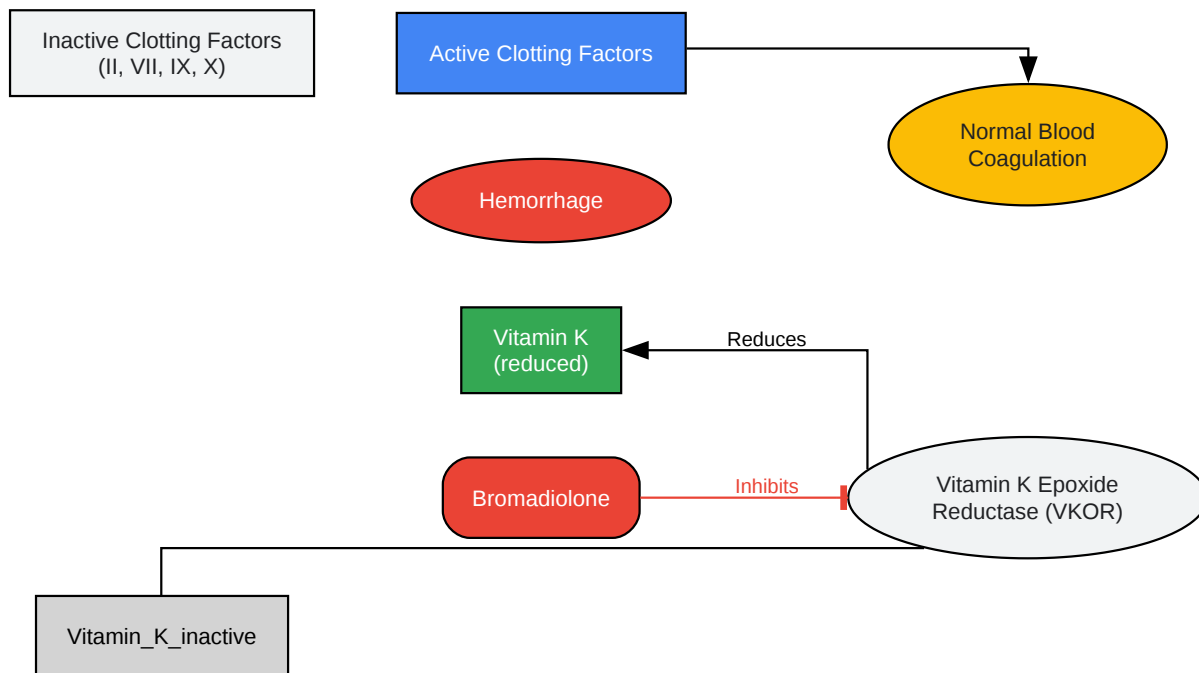 Inactive Clotting Factors
(II, VII, IX, X)
Active Clotting Factors
Normal Blood
Coagulation
Hemorrhage
Vitamin K
(reduced)
Reduces
Bromadiolone
Inhibits
Vitamin K Epoxide
Reductase (VKOR)
Vitamin_K_inactive